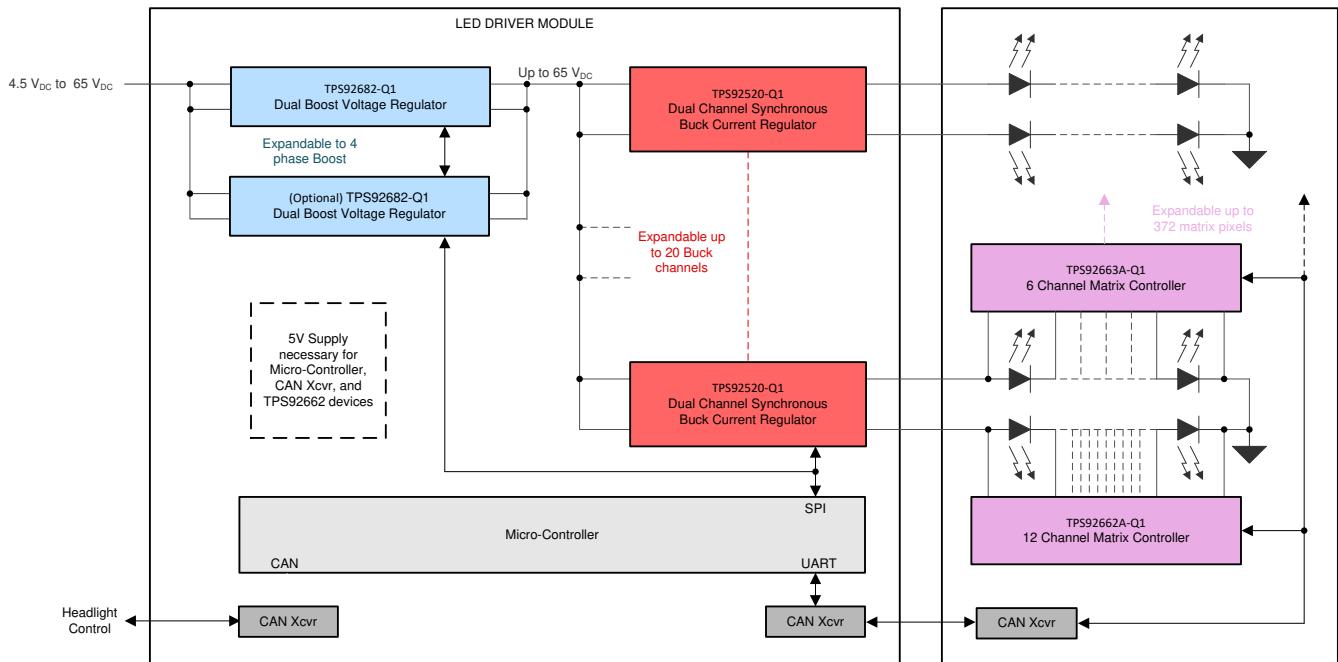 LED DRIVER MODULE
4.5 VDC to 65 VDC
TPS92682-Q1
Dual Boost Voltage Regulator
Up to 65 VDC
TPS92520-Q1
Dual Channel Synchronous
Buck Current Regulator
Expandable to 4
phase Boost
(Optional) TPS92682-Q1
Dual Boost Voltage Regulator
Expandable up
to 20 Buck
channels
Expandable up to
372 matrix pixels
TPS92663A-Q1
6 Channel Matrix Controller
5V Supply
necessary for
Micro-Controller,
CAN Xcvr, and
TPS92662 devices
TPS92520-Q1
Dual Channel Synchronous
Buck Current Regulator
SPI
Micro-Controller
CAN
UART
TPS92662A-Q1
12 Channel Matrix Controller
Headlight
Control
CAN Xcvr
CAN Xcvr
CAN Xcvr